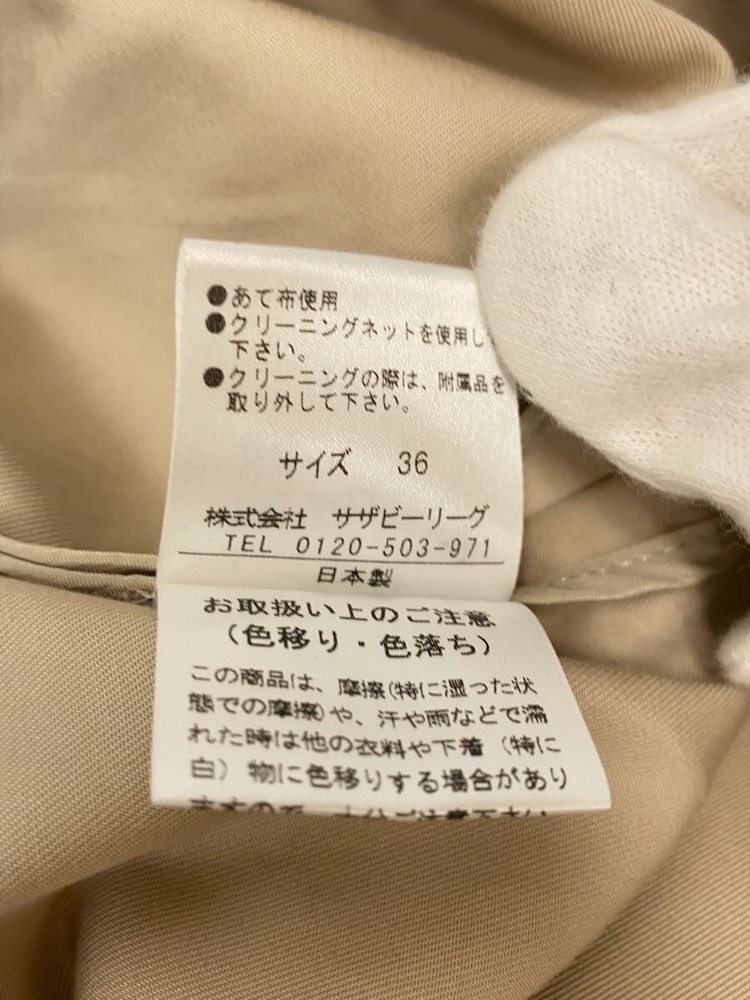 ●あて布使用
●クリーニングネットを使用し
下さい。
●クリーニングの際は、附属品を
取り外して下さい。
サイズ 36
株式会社 サザビーリーグ
TEL 0120-503-971
日本製
お取扱い上のご注意
(色移り・色落ち)
この商品は、摩擦(特に湿った状
態での摩擦)や、汗や雨などで濡
れた時は他の衣料や下着(特に
白)物に色移りする場合があり
ますので、